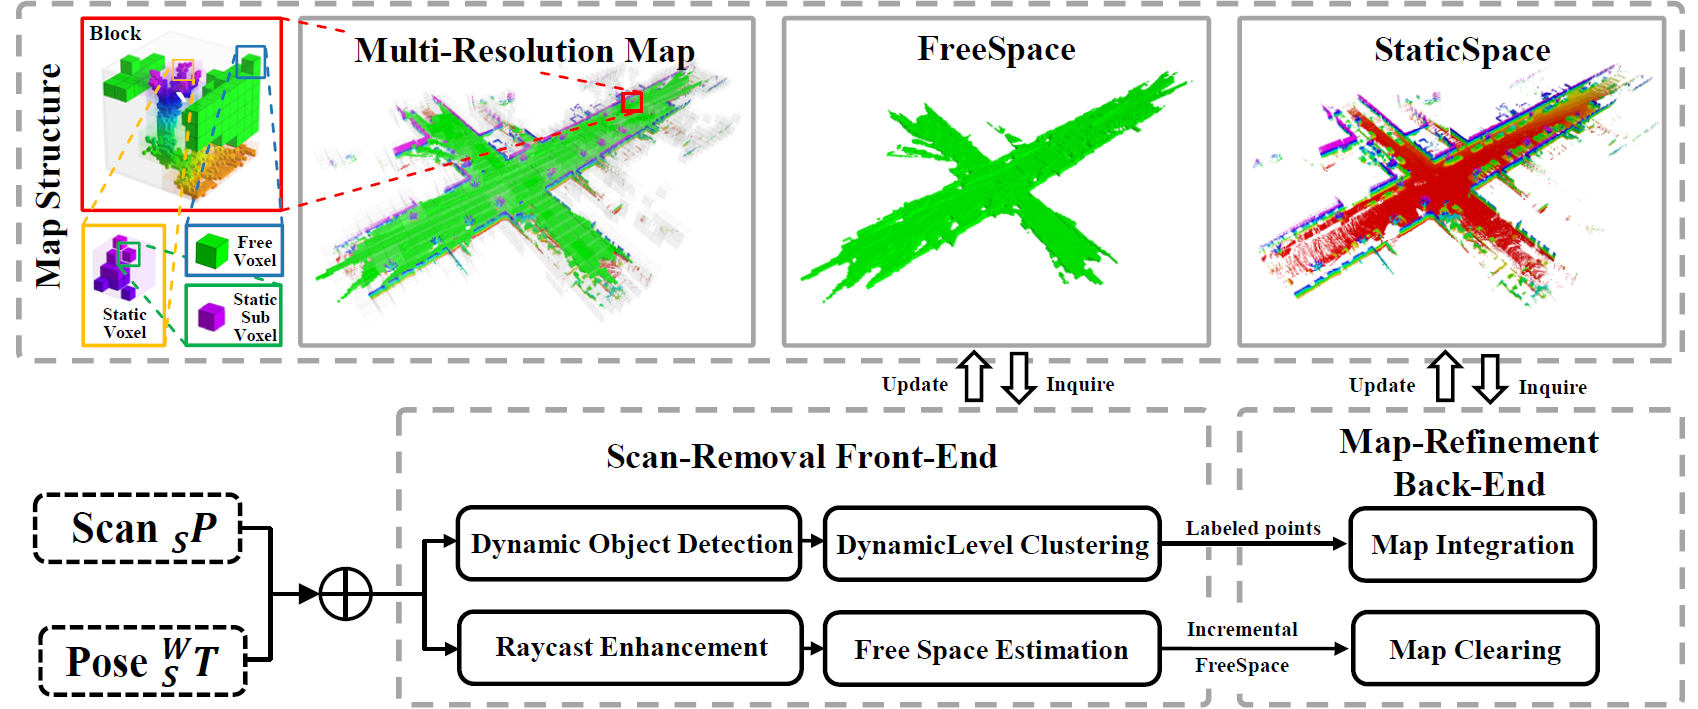 Map Structure
Block
Free
Voxel
Static
Voxel
Static
Sub
Voxel
Multi-Resolution Map
FreeSpace
StaticSpace
Update
Inquire
Update
Inquire
Scan-Removal Front-End
Map-Refinement
Back-End
Scan SP
Pose WST
Dynamic Object Detection
DynamicLevel Clustering
Labeled points
Map Integration
Raycast Enhancement
Free Space Estimation
Incremental
FreeSpace
Map Clearing